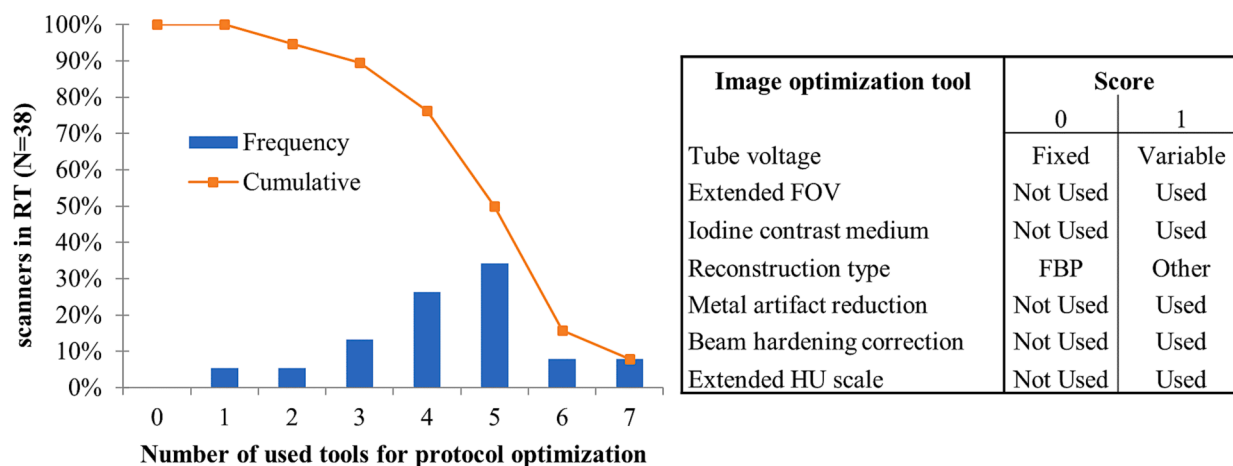 100%
90%
80%
70%
60%
50%
40%
30%
20%
10%
0%
scanners in RT (N=38)
Frequency
Cumulative
0 1 2 3 4 5 6 7
Number of used tools for protocol optimization
Image optimization tool Score
0 1
Tube voltage Fixed Variable
Extended FOV Not Used Used
Iodine contrast medium Not Used Used
Reconstruction type FBP Other
Metal artifact reduction Not Used Used
Beam hardening correction Not Used Used
Extended HU scale Not Used Used